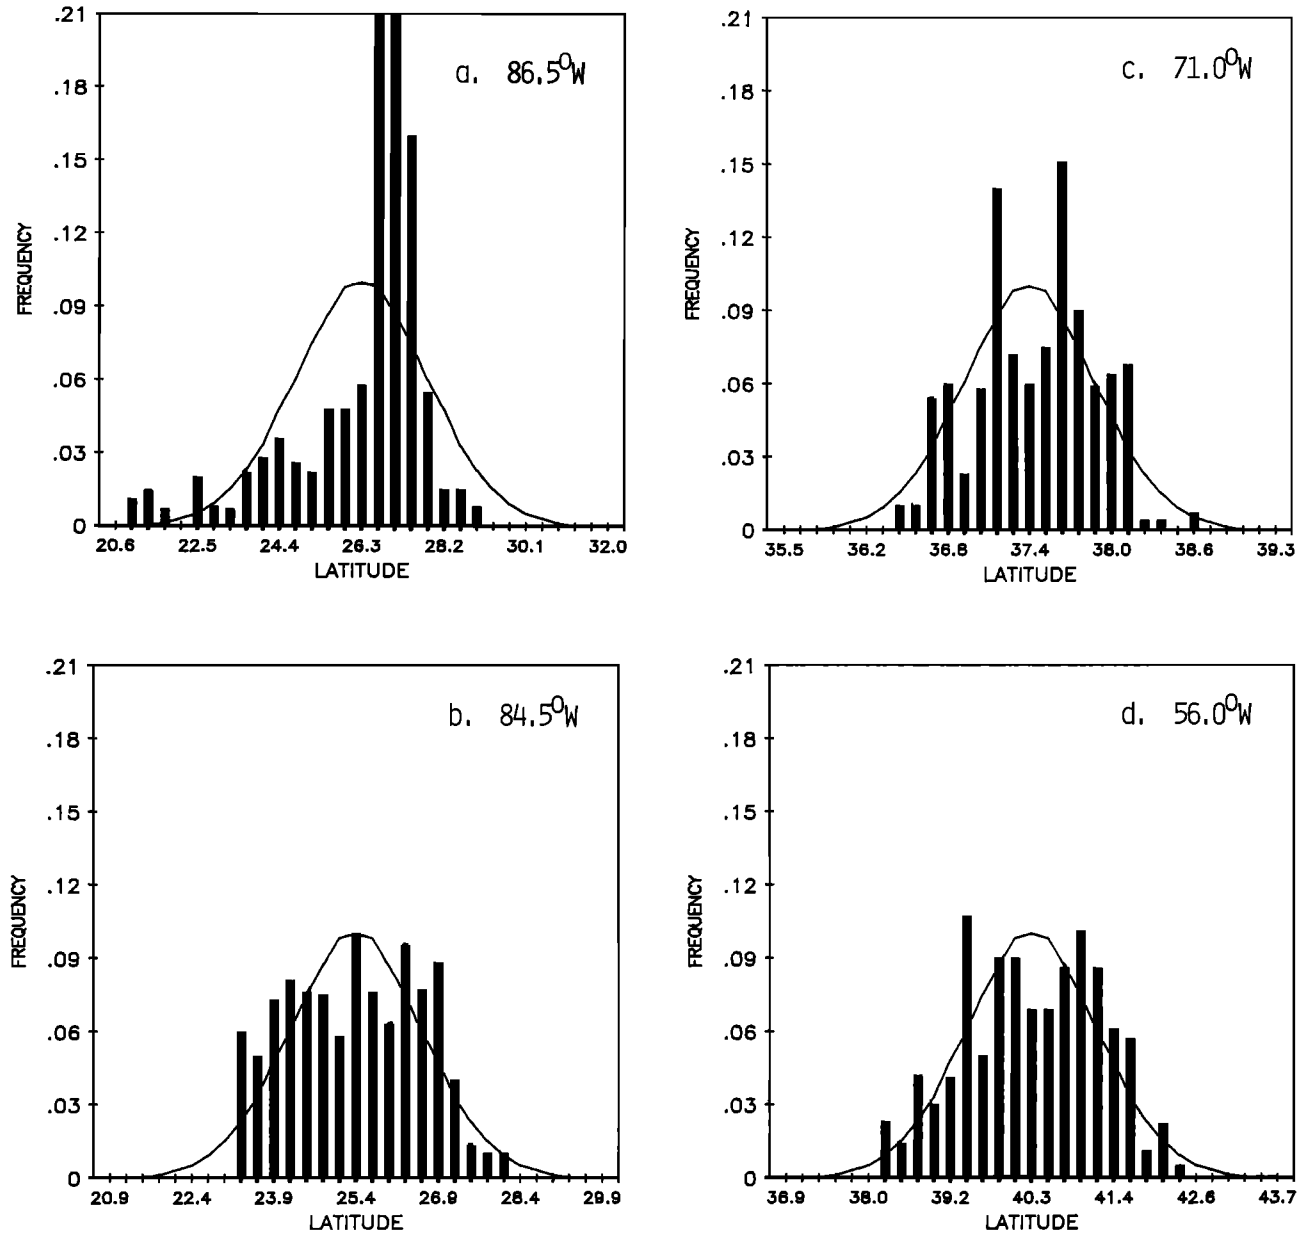 a. 86.5°W
.21
.18
.15
.12
.09
.06
.03
0
FREQUENCY
20.6 22.5 24.4 26.3 28.2 30.1 32.0
LATITUDE
c. 71.0°W
.21
.18
.15
.12
.09
.06
.03
0
FREQUENCY
35.5 36.2 36.8 37.4 38.0 38.6 39.3
LATITUDE
b. 84.5°W
.21
.18
.15
.12
.09
.06
.03
0
FREQUENCY
20.9 22.4 23.9 25.4 26.9 28.4 29.9
LATITUDE
d. 56.0°W
.21
.18
.15
.12
.09
.06
.03
0
FREQUENCY
36.9 38.0 39.2 40.3 41.4 42.6 43.7
LATITUDE